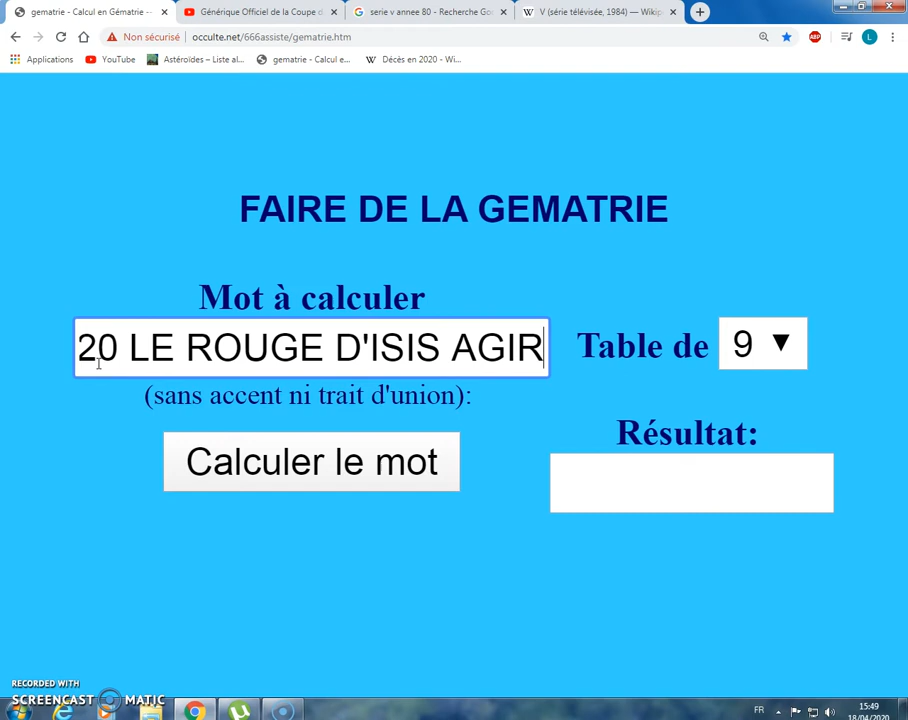 gematrie - Calcul en Gématrie -
Générique Officiel de la Coupe d
serie v annee 80 - Recherche Go
V (série télévisée, 1984) — Wikip
Non sécurisé
occulte.net/666assiste/gematrie.htm
ABP
L
Applications
YouTube
Astéroïdes – Liste al...
gematrie - Calcul e...
Décès en 2020 - Wi...
FAIRE DE LA GEMATRIE
Mot à calculer
20 LE ROUGE D'ISIS AGIR
Table de
9
(sans accent ni trait d'union):
Résultat:
Calculer le mot
RECORDED WITH
SCREENCAST MATIC
FR
15:49
18/04/2020